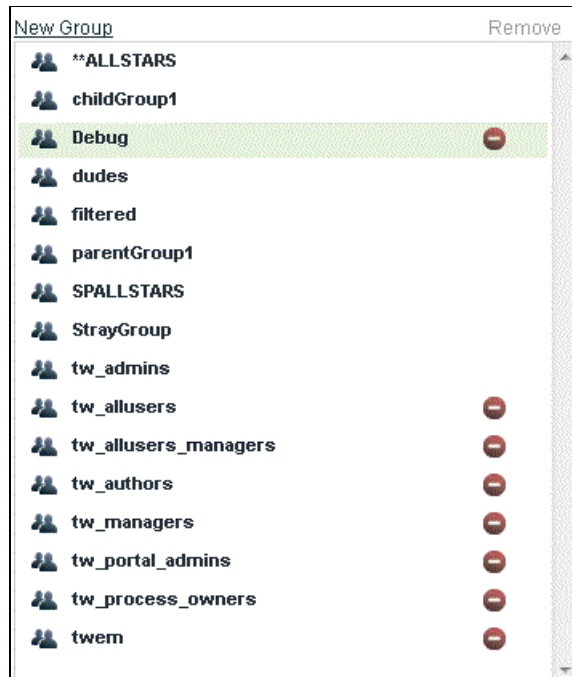 New Group Remove
**ALLSTARS
childGroup1
Debug
dudes
filtered
parentGroup1
SPALLSTARS
StrayGroup
tw_admins
tw_allusers
tw_allusers_managers
tw_authors
tw_managers
tw_portal_admins
tw_process_owners
twem